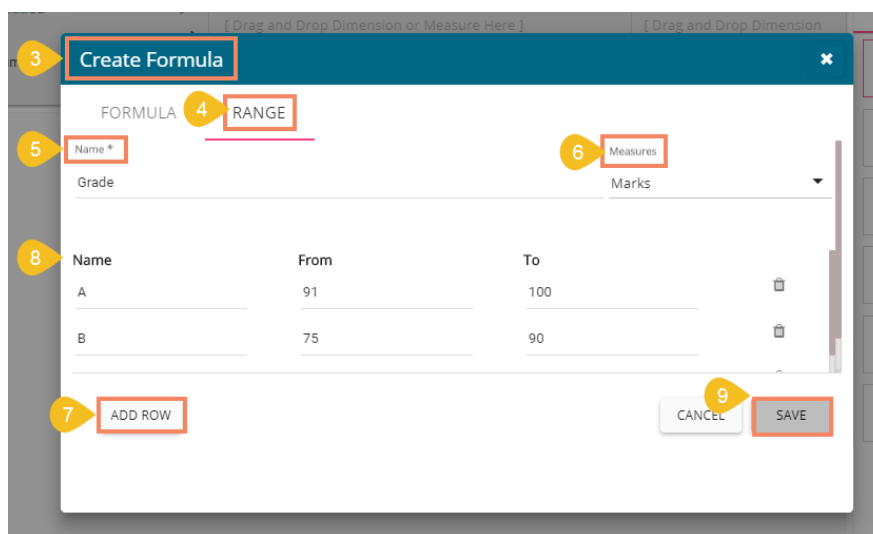 [ Drag and Drop Dimension or Measure Here ] [ Drag and Drop Dimension
3 Create Formula ✖
FORMULA 4 RANGE
5 Name * 6 Measures
Grade Marks
8 Name From To
A 91 100
B 75 90
9
7 ADD ROW CANCEL SAVE